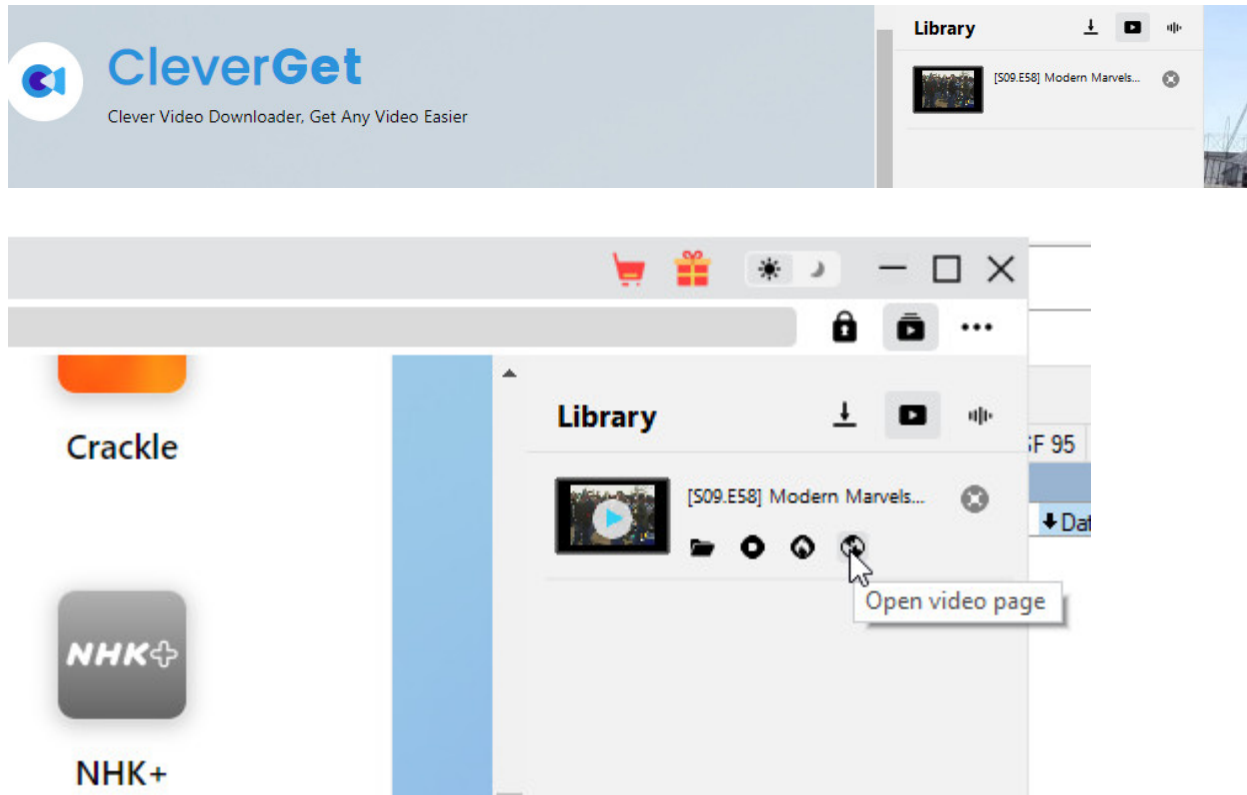 CleverGet
Clever Video Downloader, Get Any Video Easier
Library
[S09.E58] Modern Marvels...
Crackle
NHK+
NHK+
Library
[S09.E58] Modern Marvels...
Open video page
F 95
Dat